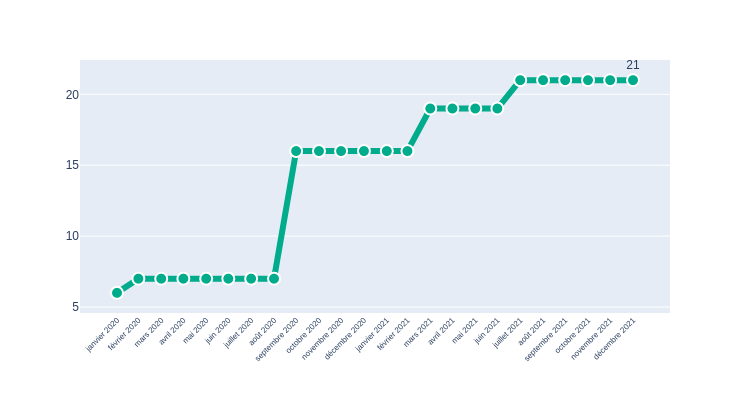 21
20
15
10
5
janvier 2020
février 2020
mars 2020
avril 2020
mai 2020
juin 2020
juillet 2020
août 2020
septembre 2020
octobre 2020
novembre 2020
décembre 2020
janvier 2021
février 2021
mars 2021
avril 2021
mai 2021
juin 2021
juillet 2021
août 2021
septembre 2021
octobre 2021
novembre 2021
décembre 2021